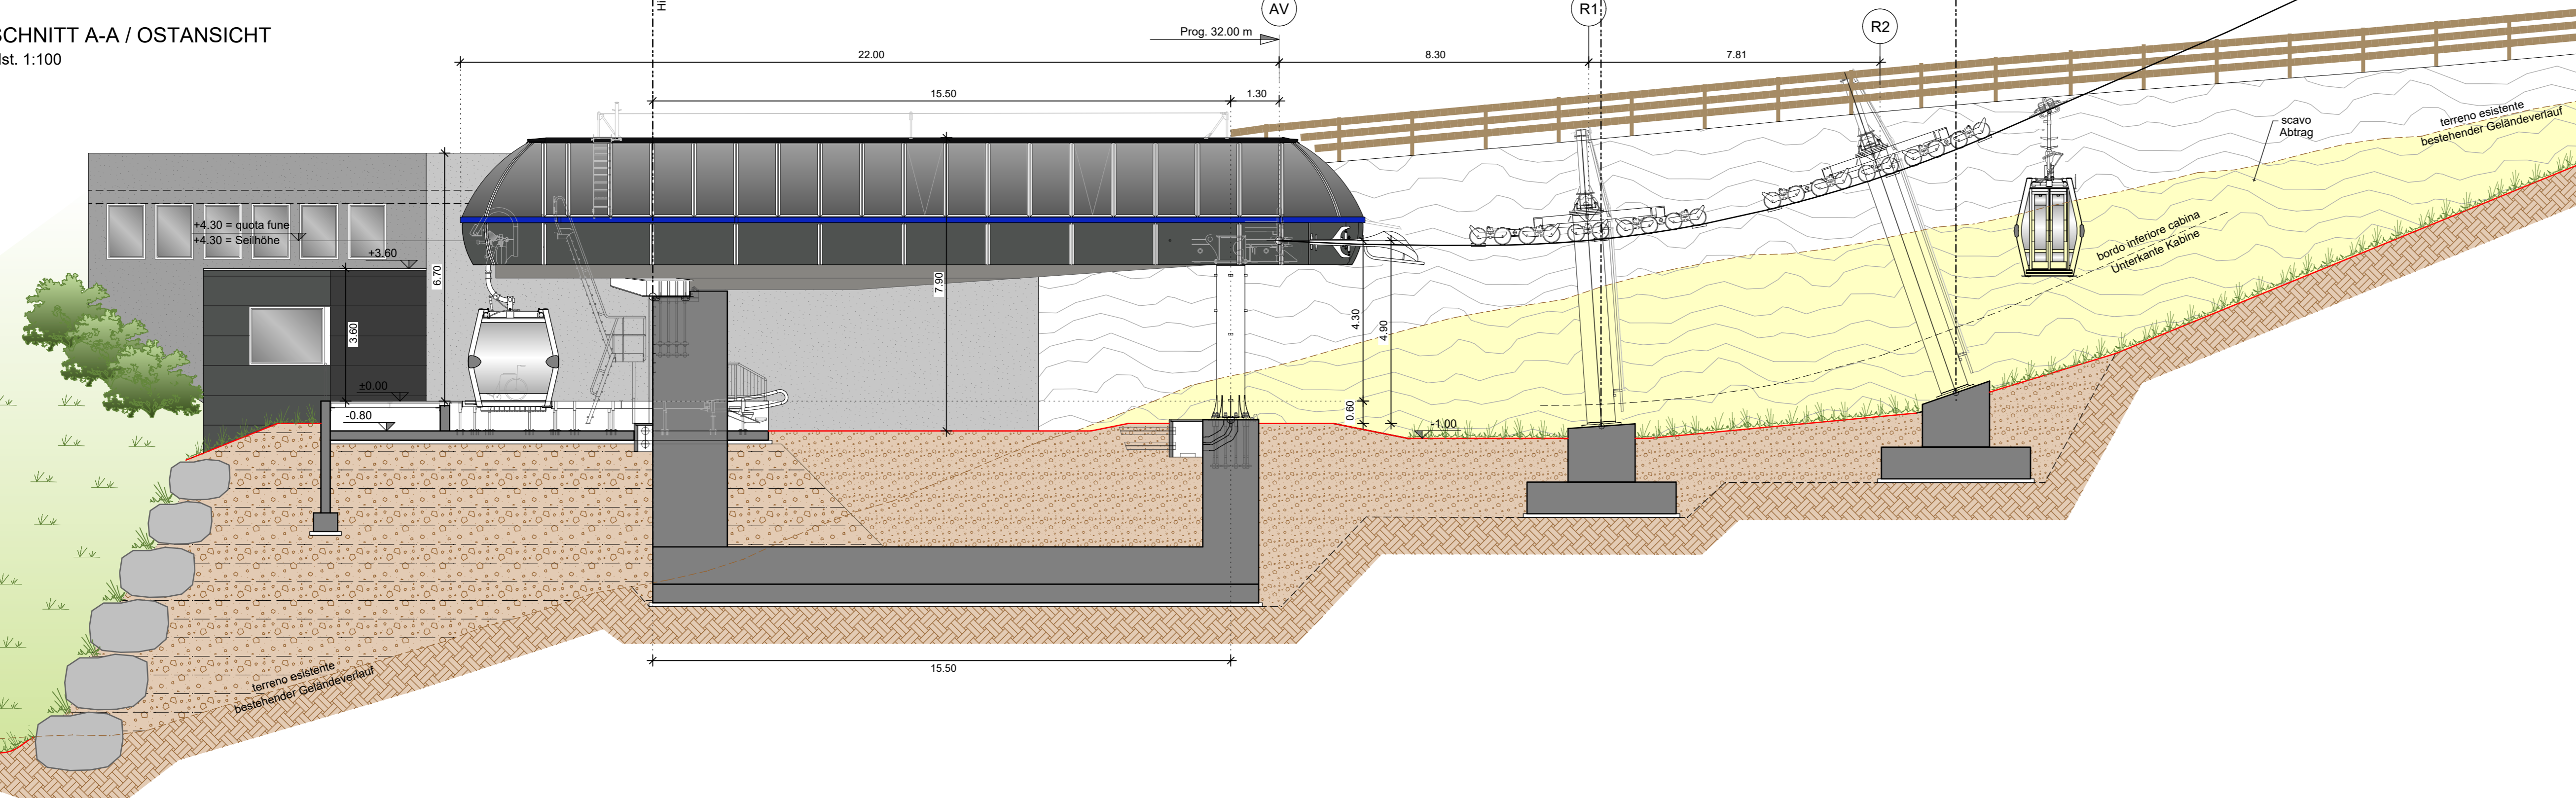 CHNITT A-A / OSTANSICHT
st. 1:100
Hi
AV
R1
R2
Prog. 32.00 m
22.00
8.30
7.81
15.50
1.30
scavo
Abtrag
terreno esistente
bestehender Geländeverlauf
+4.30 = quota fune
+4.30 = Seilhöhe
+3.60
6.70
7.90
bordo inferiore cabina
Unterkante Kabine
3.60
4.30
4.90
±0.00
-0.80
0.60
-1.00
15.50
terreno esistente
bestehender Geländeverlauf